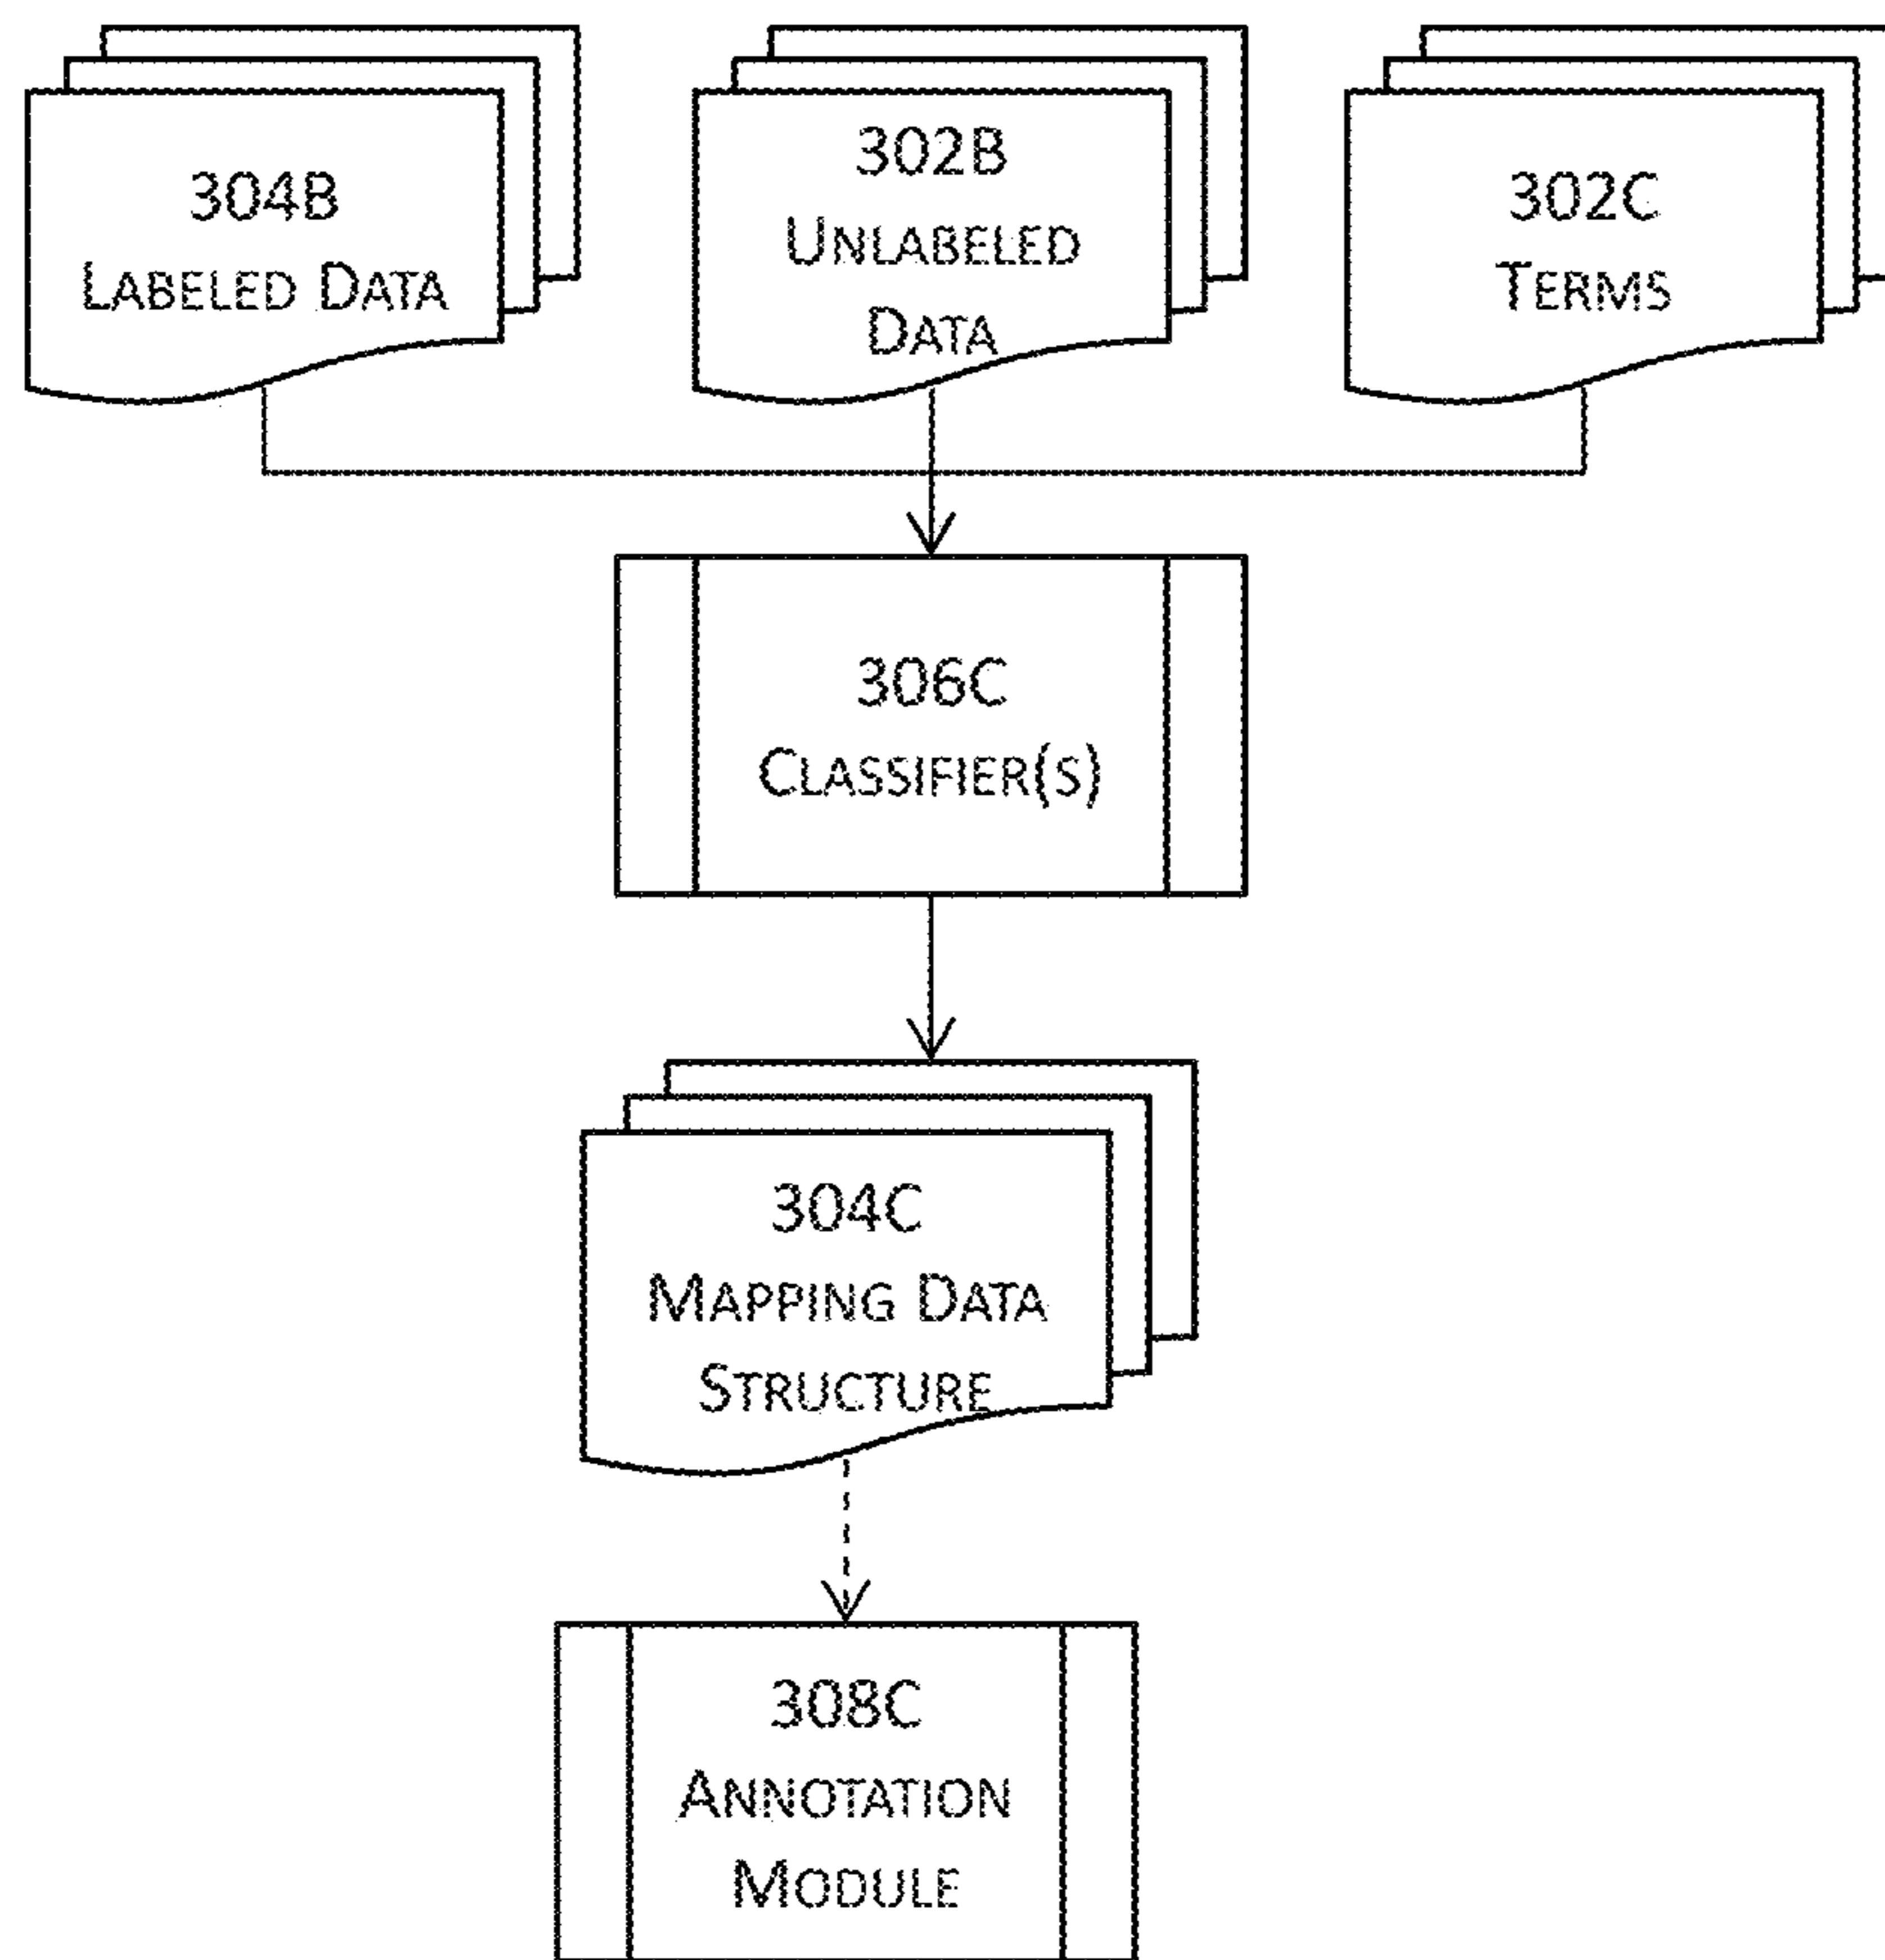 304B
LABELED DATA
302B
UNLABELED
DATA
302C
TERMS
306C
CLASSIFIER(S)
304C
MAPPING DATA
STRUCTURE
308C
ANNOTATION
MODULE